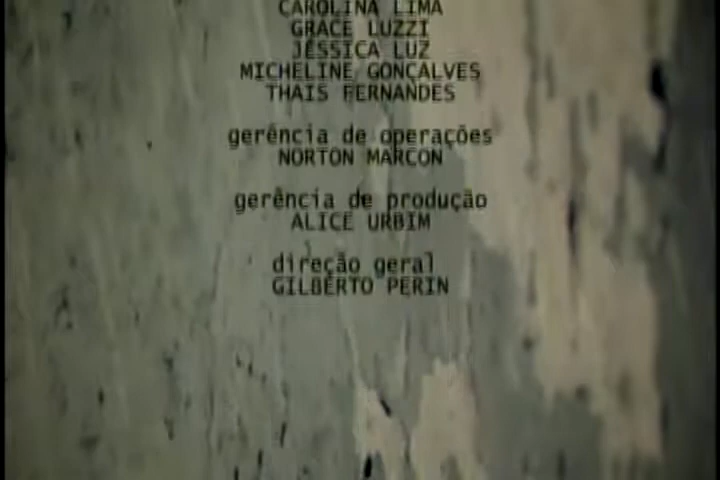 CAROLINA LIMA
GRACE LUZZI
JÉSSICA LUZ
MICHELINE GONÇALVES
THAIS FERNANDES
gerência de operações
NORTON MARCON
gerência de produção
ALICE URBIM
direção geral
GILBERTO PERIN